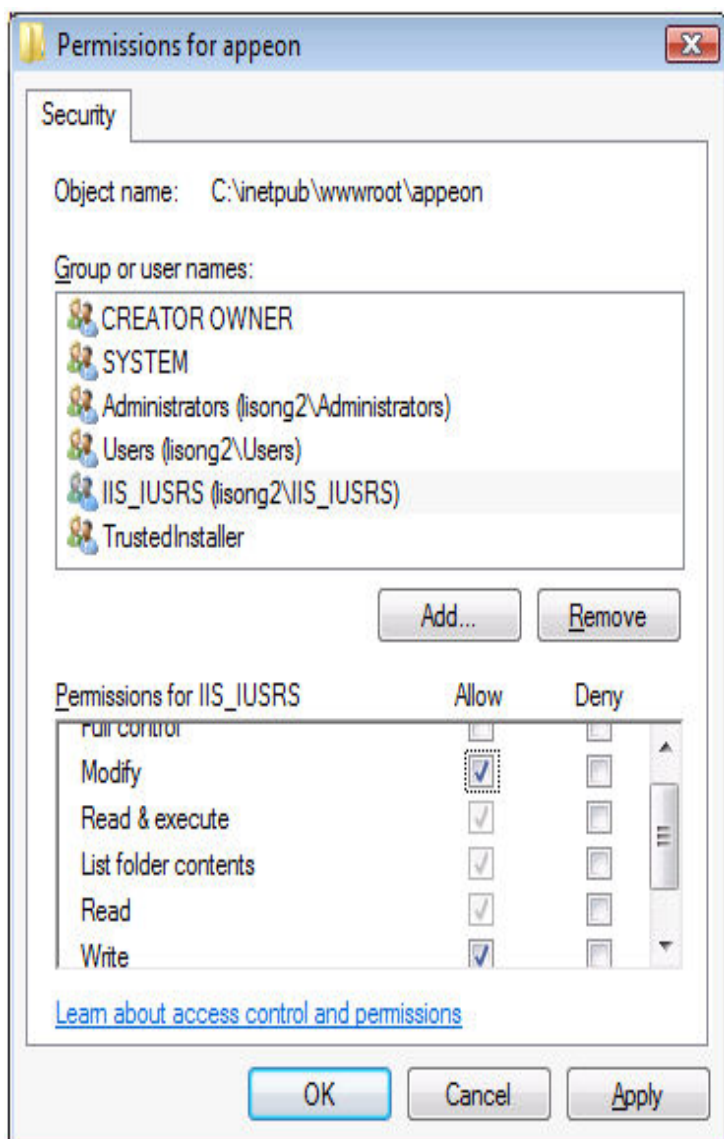 Permissions for appeon
Security
Object name: C:\inetpub\wwwroot\appeon
Group or user names:
CREATOR OWNER
SYSTEM
Administrators (lisong2\Administrators)
Users (lisong2\Users)
IIS_IUSRS (lisong2\IIS_IUSRS)
TrustedInstaller
Add... Remove
Permissions for IIS_IUSRS Allow Deny
Full control
Modify
Read & execute
List folder contents
Read
Write
Learn about access control and permissions
OK Cancel Apply